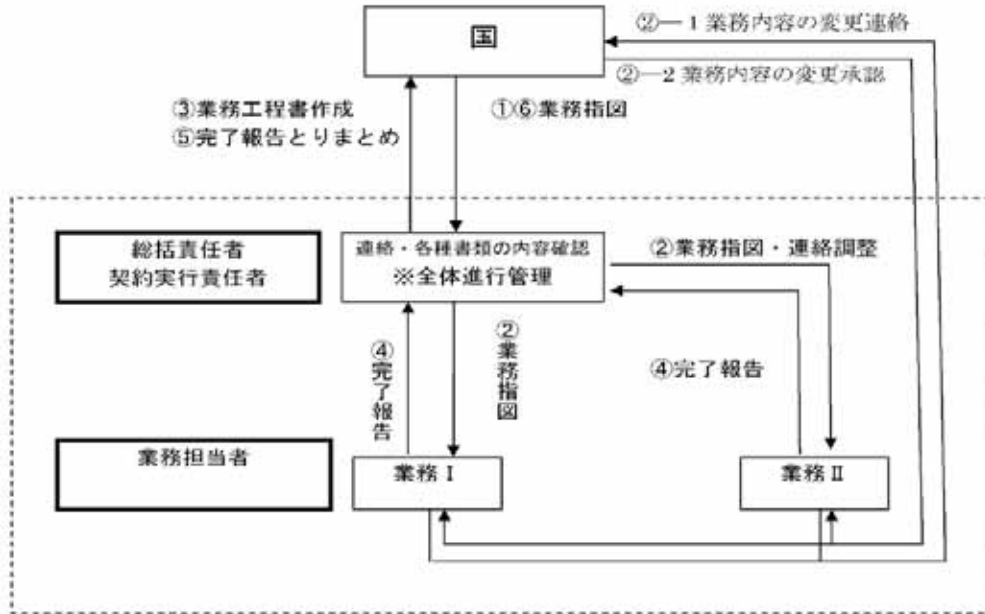 国
②―1 業務内容の変更連絡
②―2 業務内容の変更承認
③業務工程書作成
⑤完了報告とりまとめ
①⑥業務指図
総括責任者
契約実行責任者
連絡・各種書類の内容確認
※全体進行管理
②業務指図・連絡調整
④完了報告
②業務指図
④完了報告
業務担当者
業務Ⅰ
業務Ⅱ